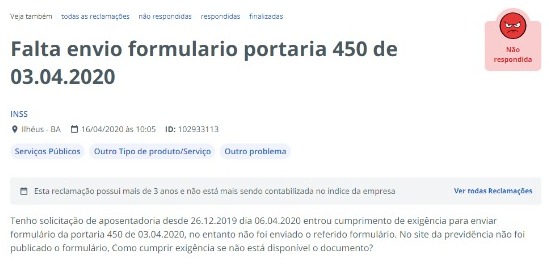 Veja também todas as reclamações não respondidas respondidas finalizadas
Falta envio formulario portaria 450 de
03.04.2020
Não
respondida
INSS
Ilhéus - BA 16/04/2020 às 10:05 ID: 102933113
Serviços Públicos Outro Tipo de produto/Serviço Outro problema
Esta reclamação possui mais de 3 anos e não está mais sendo contabilizada no índice da empresa Ver todas Reclamações
Tenho solicitação de aposentadoria desde 26.12.2019 dia 06.04.2020 entrou cumprimento de exigência para enviar
formulário da portaria 450 de 03.04.2020, no entanto não foi enviado o referido formulário. No site da previdência não foi
publicado o formulário, Como cumprir exigência se não está disponível o documento?